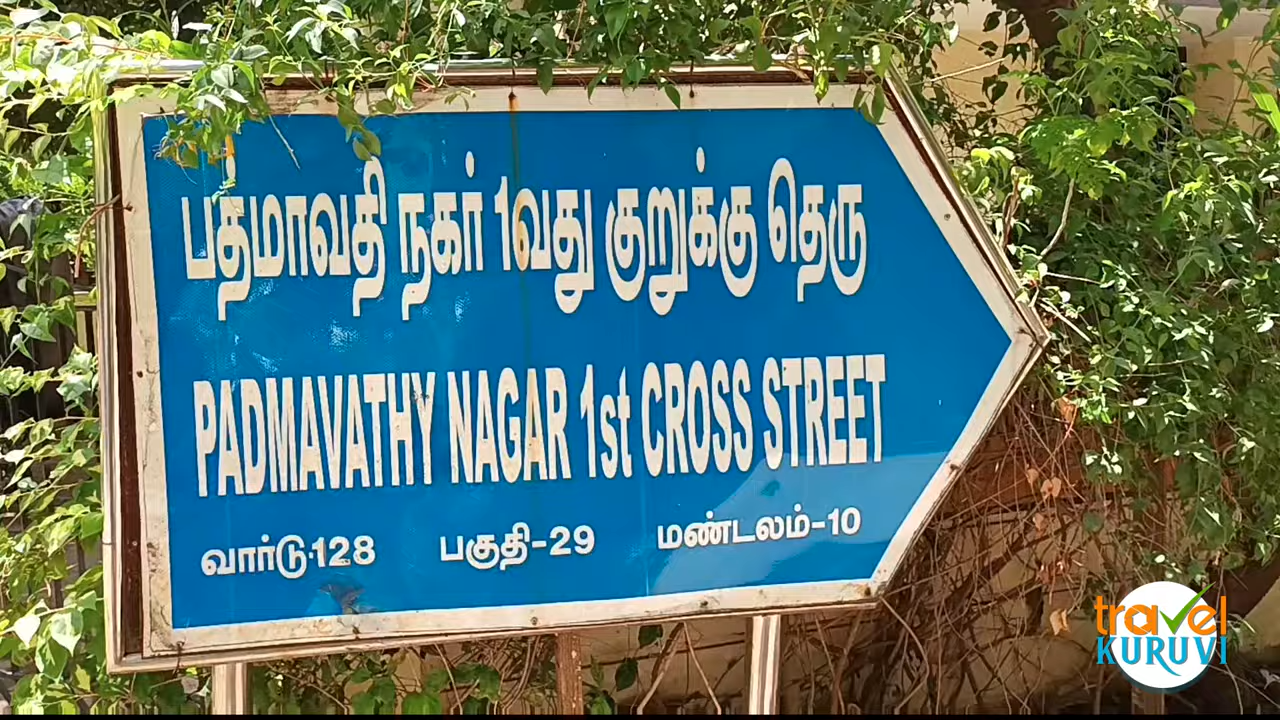 பத்மாவதி நகர் 1வது குறுக்கு தெரு
PADMAVATHY NAGAR 1st CROSS STREET
வார்டு-128 பகுதி-29 மண்டலம்-10
travel
KURUVI